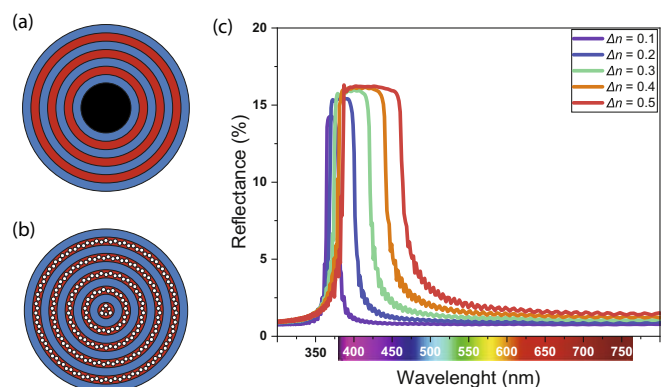 (a)
(b)
(c)
Δn = 0.1
Δn = 0.2
Δn = 0.3
Δn = 0.4
Δn = 0.5
Reflectance (%)
20
15
10
5
0
350 400 450 500 550 600 650 700 750
Wavelenght (nm)